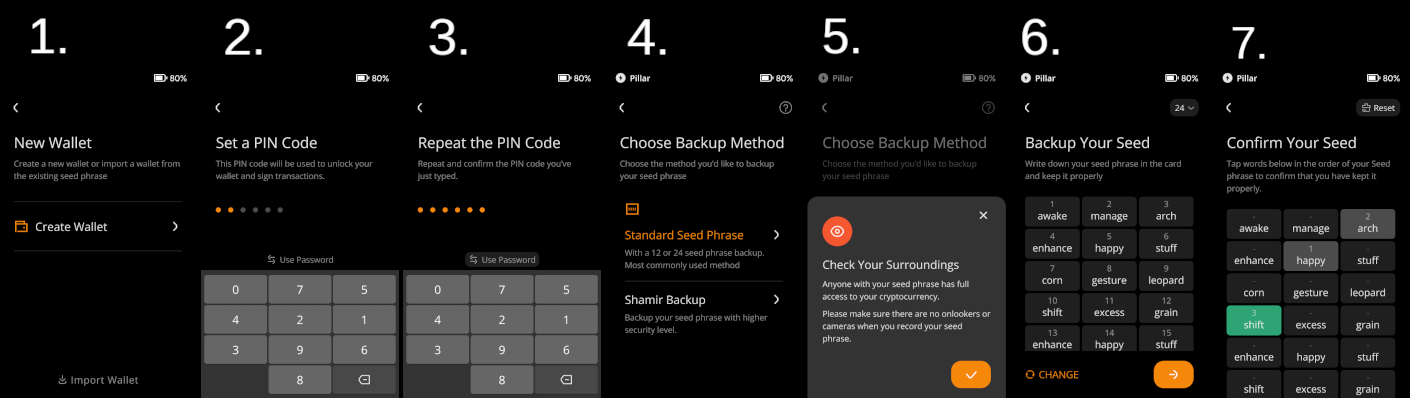 1.
80%
New Wallet
Create a new wallet or import a wallet from
the existing seed phrase
Create Wallet
Import Wallet
2.
80%
Set a PIN Code
This PIN code will be used to unlock your
wallet and sign transactions.
Use Password
0 7 5
4 2 1
3 9 6
8
3.
80%
Repeat the PIN Code
Repeat and confirm the PIN code you've
just typed.
Use Password
0 7 5
4 2 1
3 9 6
8
4.
Pillar 80%
?
Choose Backup Method
Choose the method you'd like to backup
your seed phrase
Standard Seed Phrase
With a 12 or 24 seed phrase backup.
Most commonly used method
Shamir Backup
Backup your seed phrase with higher
security level.
5.
Pillar 80%
?
Choose Backup Method
Choose the method you'd like to backup
your seed phrase
Check Your Surroundings
Anyone with your seed phrase has full
access to your cryptocurrency.
Please make sure there are no onlookers or
cameras when you record your seed
phrase.
6.
Pillar 80%
24
Backup Your Seed
Write down your seed phrase in the card
and keep it properly
1 2 3
awake manage arch
4 5 6
enhance happy stuff
7 8 9
corn gesture leopard
10 11 12
shift excess grain
13 14 15
enhance happy stuff
CHANGE
7.
Pillar 80%
Reset
Confirm Your Seed
Tap words below in the order of your Seed
phrase to confirm that you have kept it
properly.
- - 2
awake manage arch
- 1 -
enhance happy stuff
- - -
corn gesture leopard
3 - -
shift excess grain
- - -
enhance happy stuff
- - -
shift excess grain